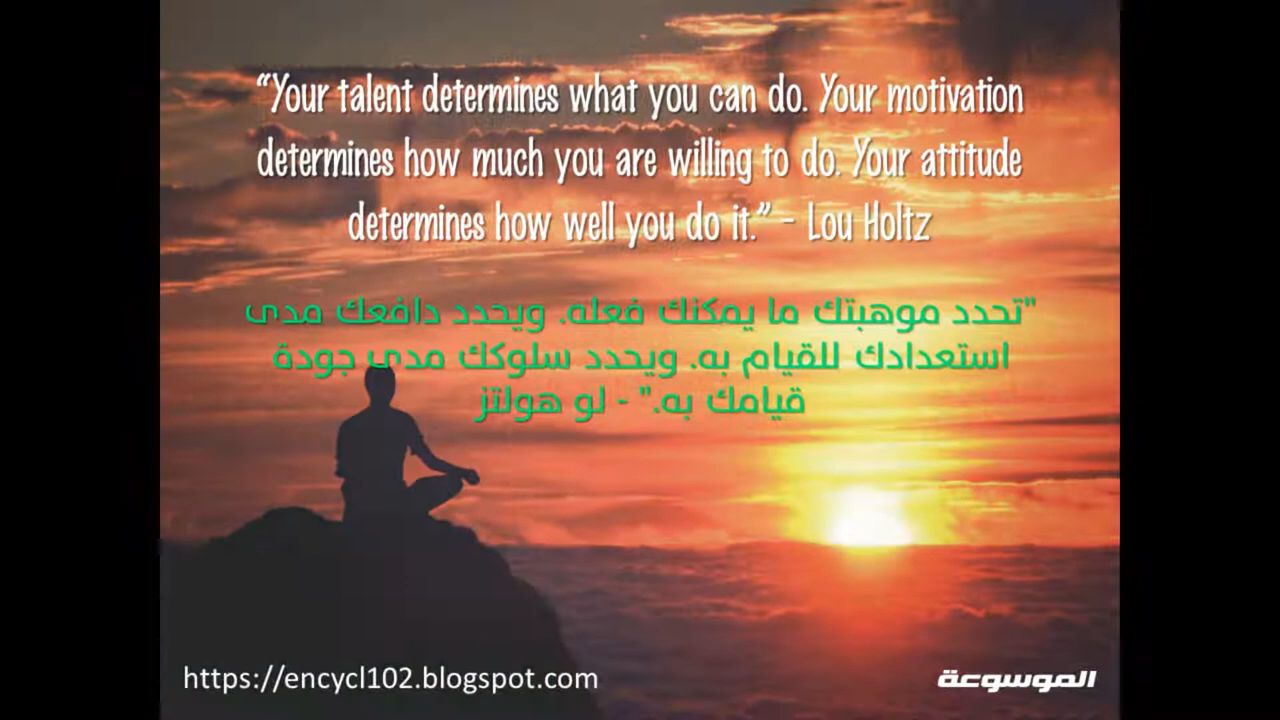 “Your talent determines what you can do. Your motivation
determines how much you are willing to do. Your attitude
determines how well you do it.” - Lou Holtz
"تحدد موهبتك ما يمكنك فعله. ويحدد دافعك مدى
استعدادك للقيام به. ويحدد سلوكك مدى جودة
قيامك به." - لو هولتز
https://encycl102.blogspot.com
الموسوعة